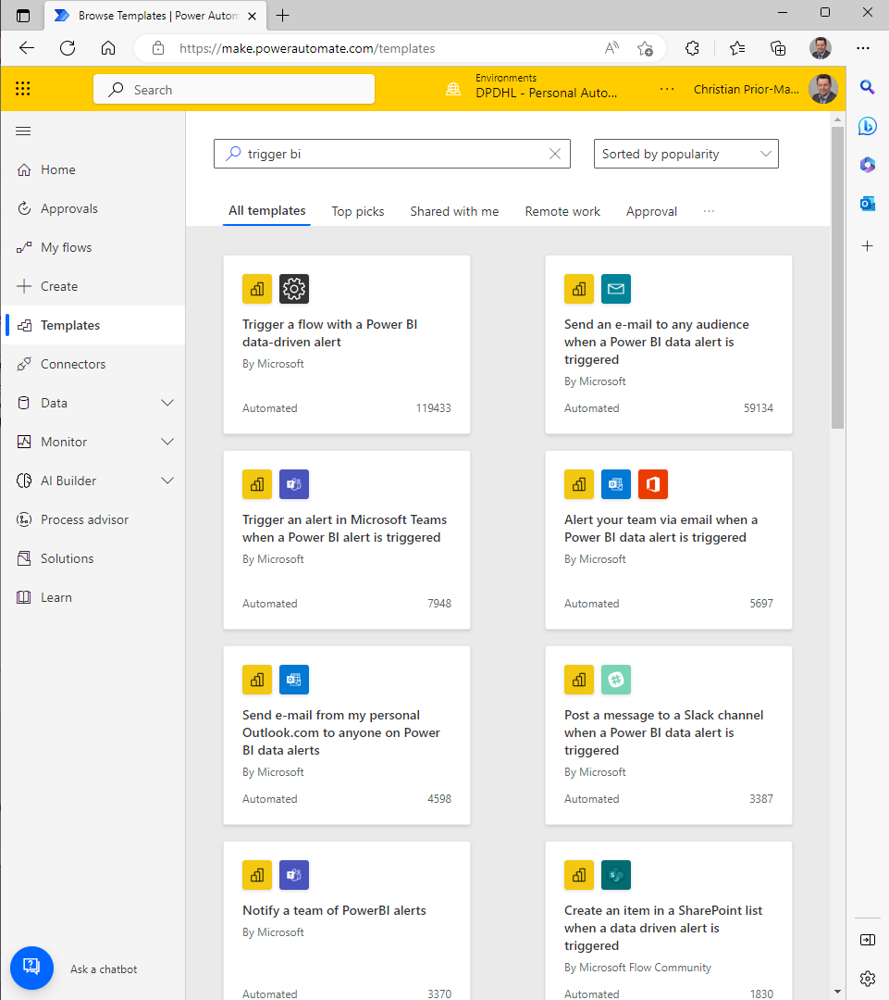 Browse Templates | Power Autom
https://make.powerautomate.com/templates
Search
Environments
DPDHL - Personal Auto...
Christian Prior-Ma...
Home
Approvals
My flows
Create
Templates
Connectors
Data
Monitor
AI Builder
Process advisor
Solutions
Learn
Ask a chatbot
trigger bi
Sorted by popularity
All templates
Top picks
Shared with me
Remote work
Approval
Trigger a flow with a Power BI
data-driven alert
By Microsoft
Automated
119433
Send an e-mail to any audience
when a Power BI data alert is
triggered
By Microsoft
Automated
59134
Trigger an alert in Microsoft Teams
when a Power BI alert is triggered
By Microsoft
Automated
7948
Alert your team via email when a
Power BI data alert is triggered
By Microsoft
Automated
5697
Send e-mail from my personal
Outlook.com to anyone on Power
BI data alerts
By Microsoft
Automated
4598
Post a message to a Slack channel
when a Power BI data alert is
triggered
By Microsoft
Automated
3387
Notify a team of PowerBI alerts
By Microsoft
Automated
3370
Create an item in a SharePoint list
when a data driven alert is
triggered
By Microsoft Flow Community
Automated
1830